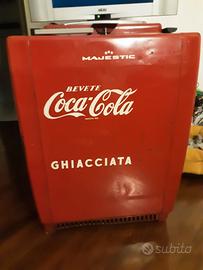 MAJESTIC
BEVETE
Coca-Cola
GHIACCIATA
subito